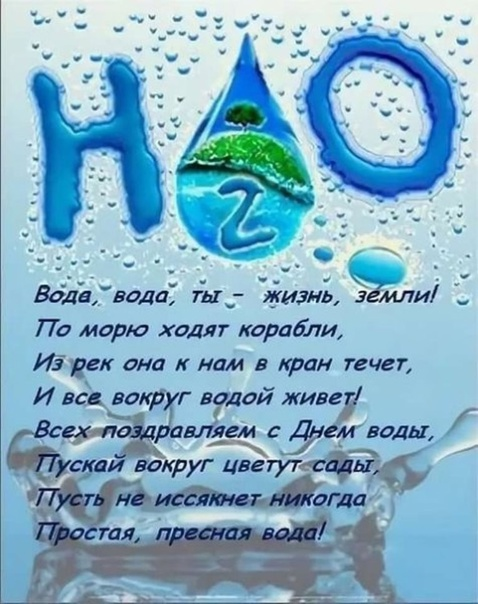 H2O
Вода, вода, ты - жизнь, земли!
По морю ходят корабли,
Из рек она к нам в кран течет,
И все вокруг водой живет!
Всех поздравляем с Днем воды,
Пускай вокруг цветут сады,
Пусть не иссякнет никогда
Простая, пресная вода!